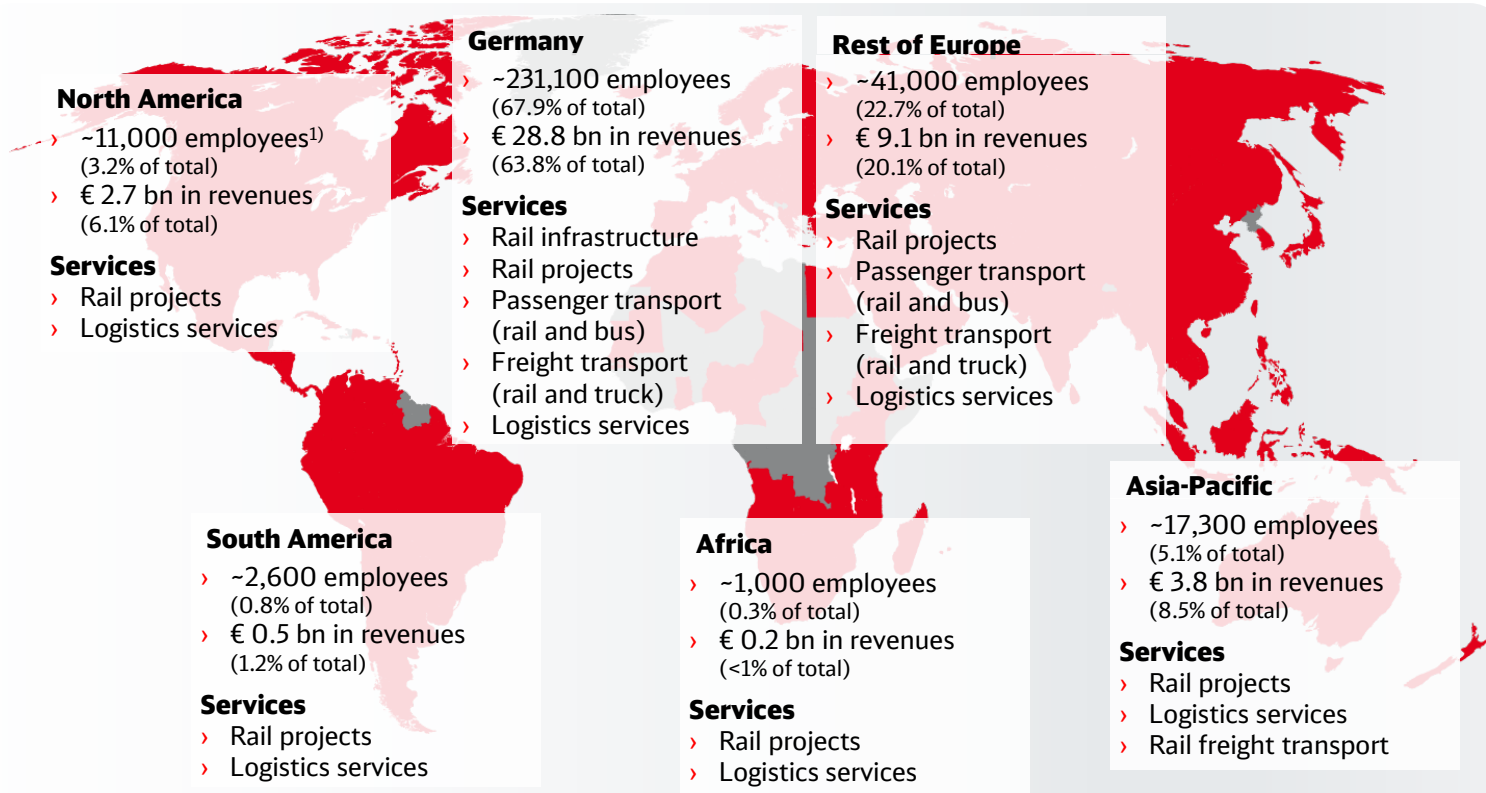 North America
› ~11,000 employees1)
(3.2% of total)
› € 2.7 bn in revenues
(6.1% of total)
Services
› Rail projects
› Logistics services
Germany
› ~231,100 employees
(67.9% of total)
› € 28.8 bn in revenues
(63.8% of total)
Services
› Rail infrastructure
› Rail projects
› Passenger transport
(rail and bus)
› Freight transport
(rail and truck)
› Logistics services
Rest of Europe
› ~41,000 employees
(22.7% of total)
› € 9.1 bn in revenues
(20.1% of total)
Services
› Rail projects
› Passenger transport
(rail and bus)
› Freight transport
(rail and truck)
› Logistics services
South America
› ~2,600 employees
(0.8% of total)
› € 0.5 bn in revenues
(1.2% of total)
Services
› Rail projects
› Logistics services
Africa
› ~1,000 employees
(0.3% of total)
› € 0.2 bn in revenues
(<1% of total)
Services
› Rail projects
› Logistics services
Asia-Pacific
› ~17,300 employees
(5.1% of total)
› € 3.8 bn in revenues
(8.5% of total)
Services
› Rail projects
› Logistics services
› Rail freight transport